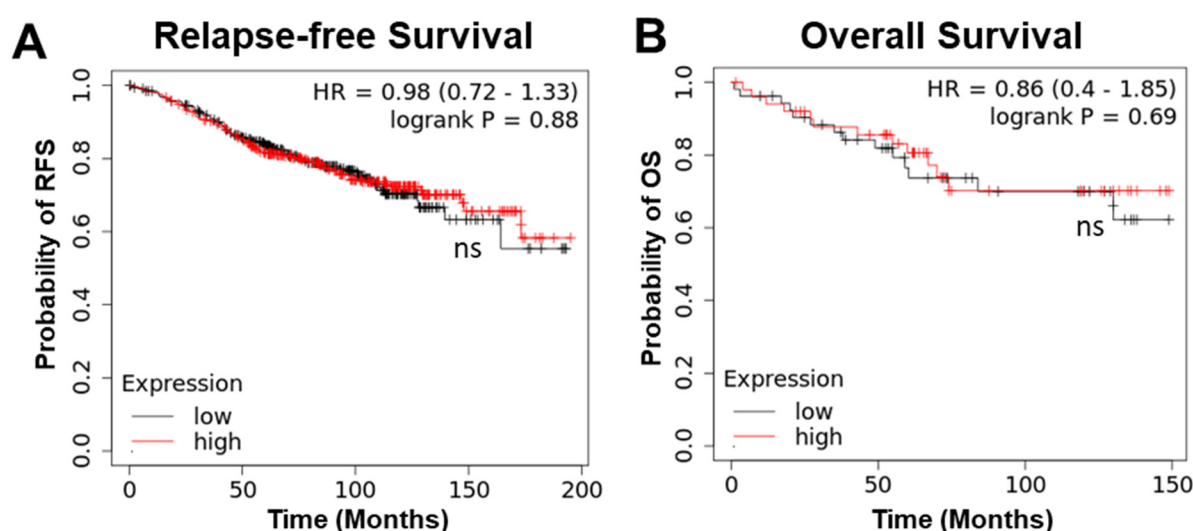 A Relapse-free Survival
HR = 0.98 (0.72 - 1.33)
logrank P = 0.88
Probability of RFS
1.0
0.8
0.6
0.4
0.2
0.0
ns
Expression
low
high
0 50 100 150 200
Time (Months)
B Overall Survival
HR = 0.86 (0.4 - 1.85)
logrank P = 0.69
Probability of OS
1.0
0.8
0.6
0.4
0.2
0.0
ns
Expression
low
high
0 50 100 150
Time (Months)